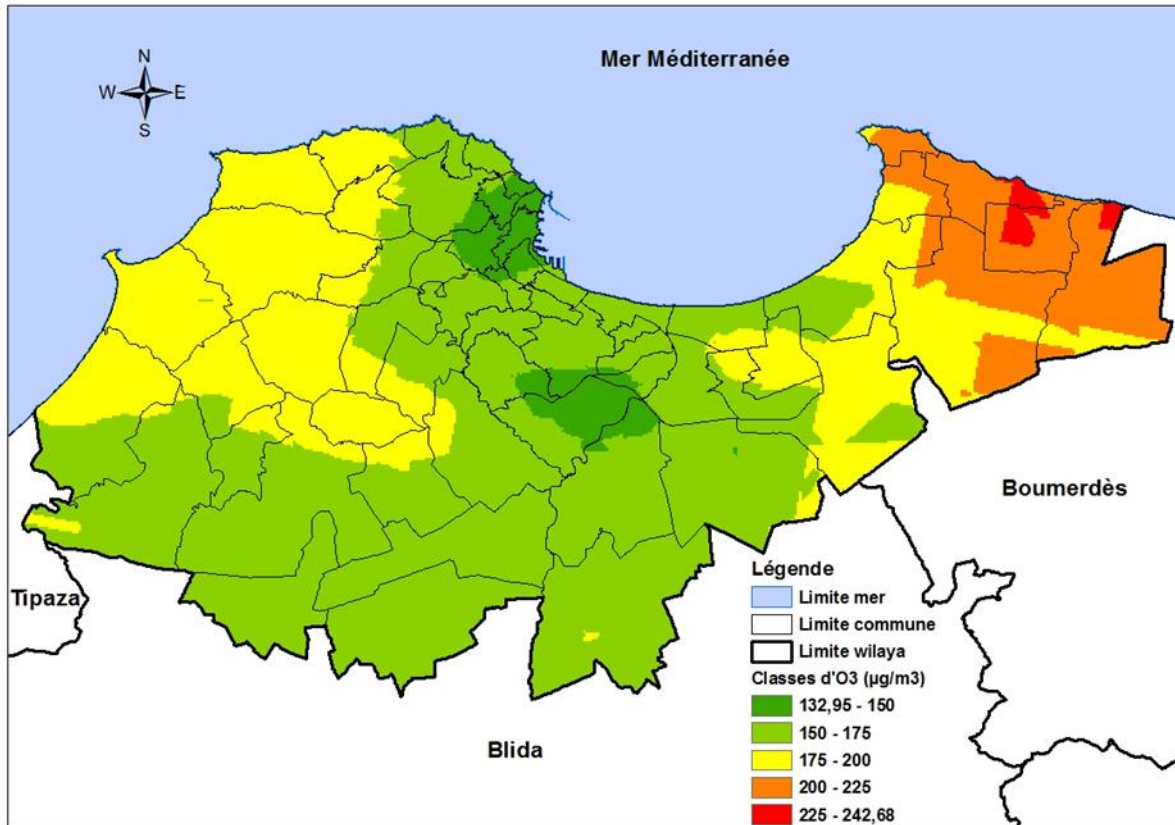 Mer Méditerranée
N
W E
S
Boumerdès
Tipaza
Blida
Légende
Limite mer
Limite commune
Limite wilaya
Classes d'O3 (µg/m3)
132,95 - 150
150 - 175
175 - 200
200 - 225
225 - 242,68